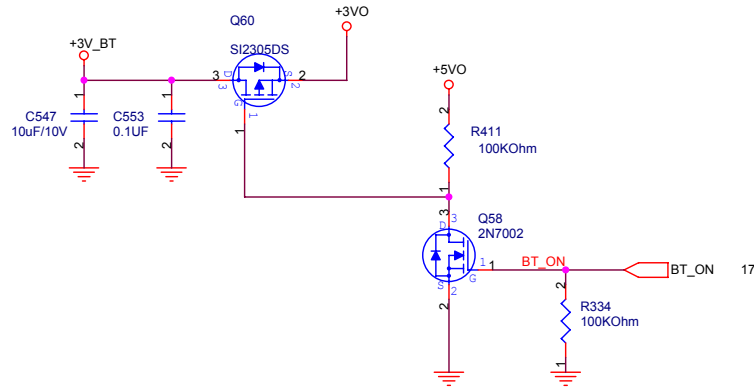 Q60
+3VO
SI2305DS
+3V_BT
3
D
3
S
2
2
G
1
1
+5VO
1
1
C547
10uF/10V
C553
0.1UF
2
2
2
R411
100KOhm
1
3
D
3
Q58
2N7002
BT_ON
1
1
G
BT_ON
17
S
2
2
2
R334
100KOhm
1